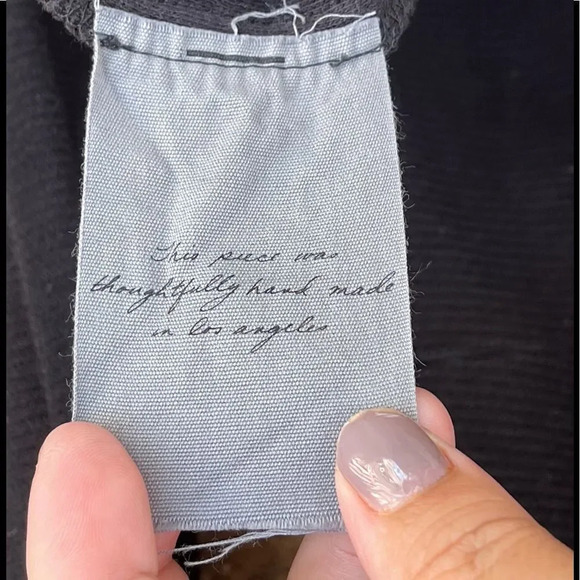 This piece was
thoughtfully hand made
in los angeles